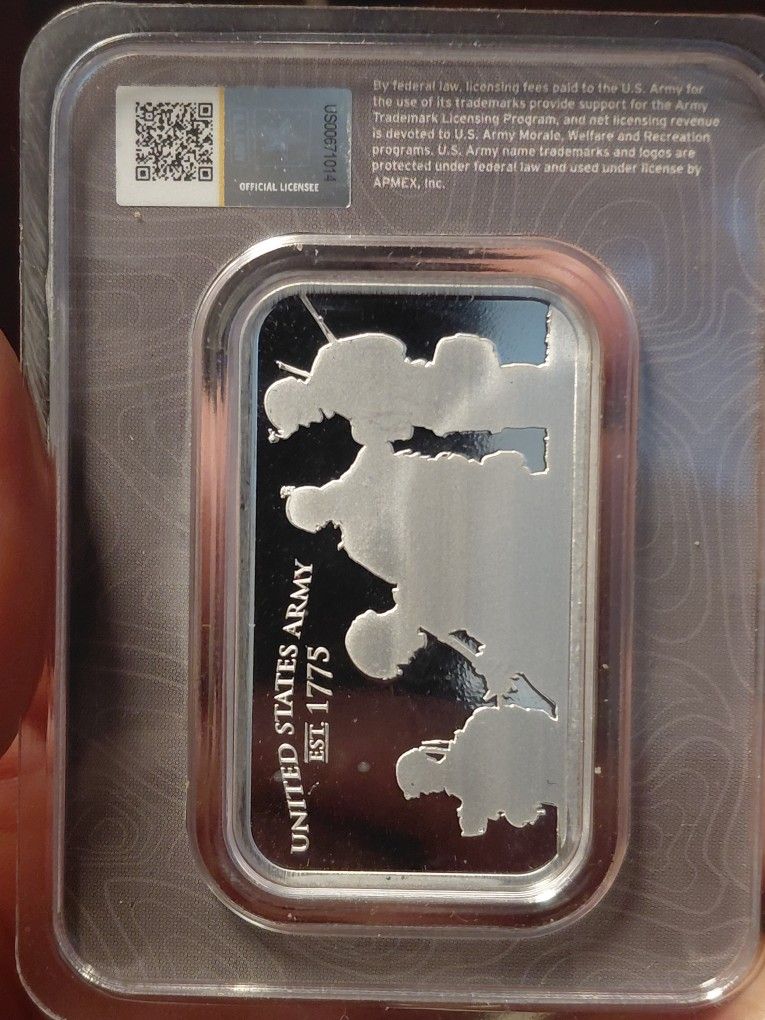 By federal law, licensing fees paid to the U.S. Army for
the use of its trademarks provide support for the Army
Trademark Licensing Program, and net licensing revenue
is devoted to U.S. Army Morale, Welfare and Recreation
programs. U.S. Army name trademarks and logos are
protected under federal law and used under license by
APMEX, Inc.
US00671014
OFFICIAL LICENSEE
UNITED STATES ARMY
EST. 1775